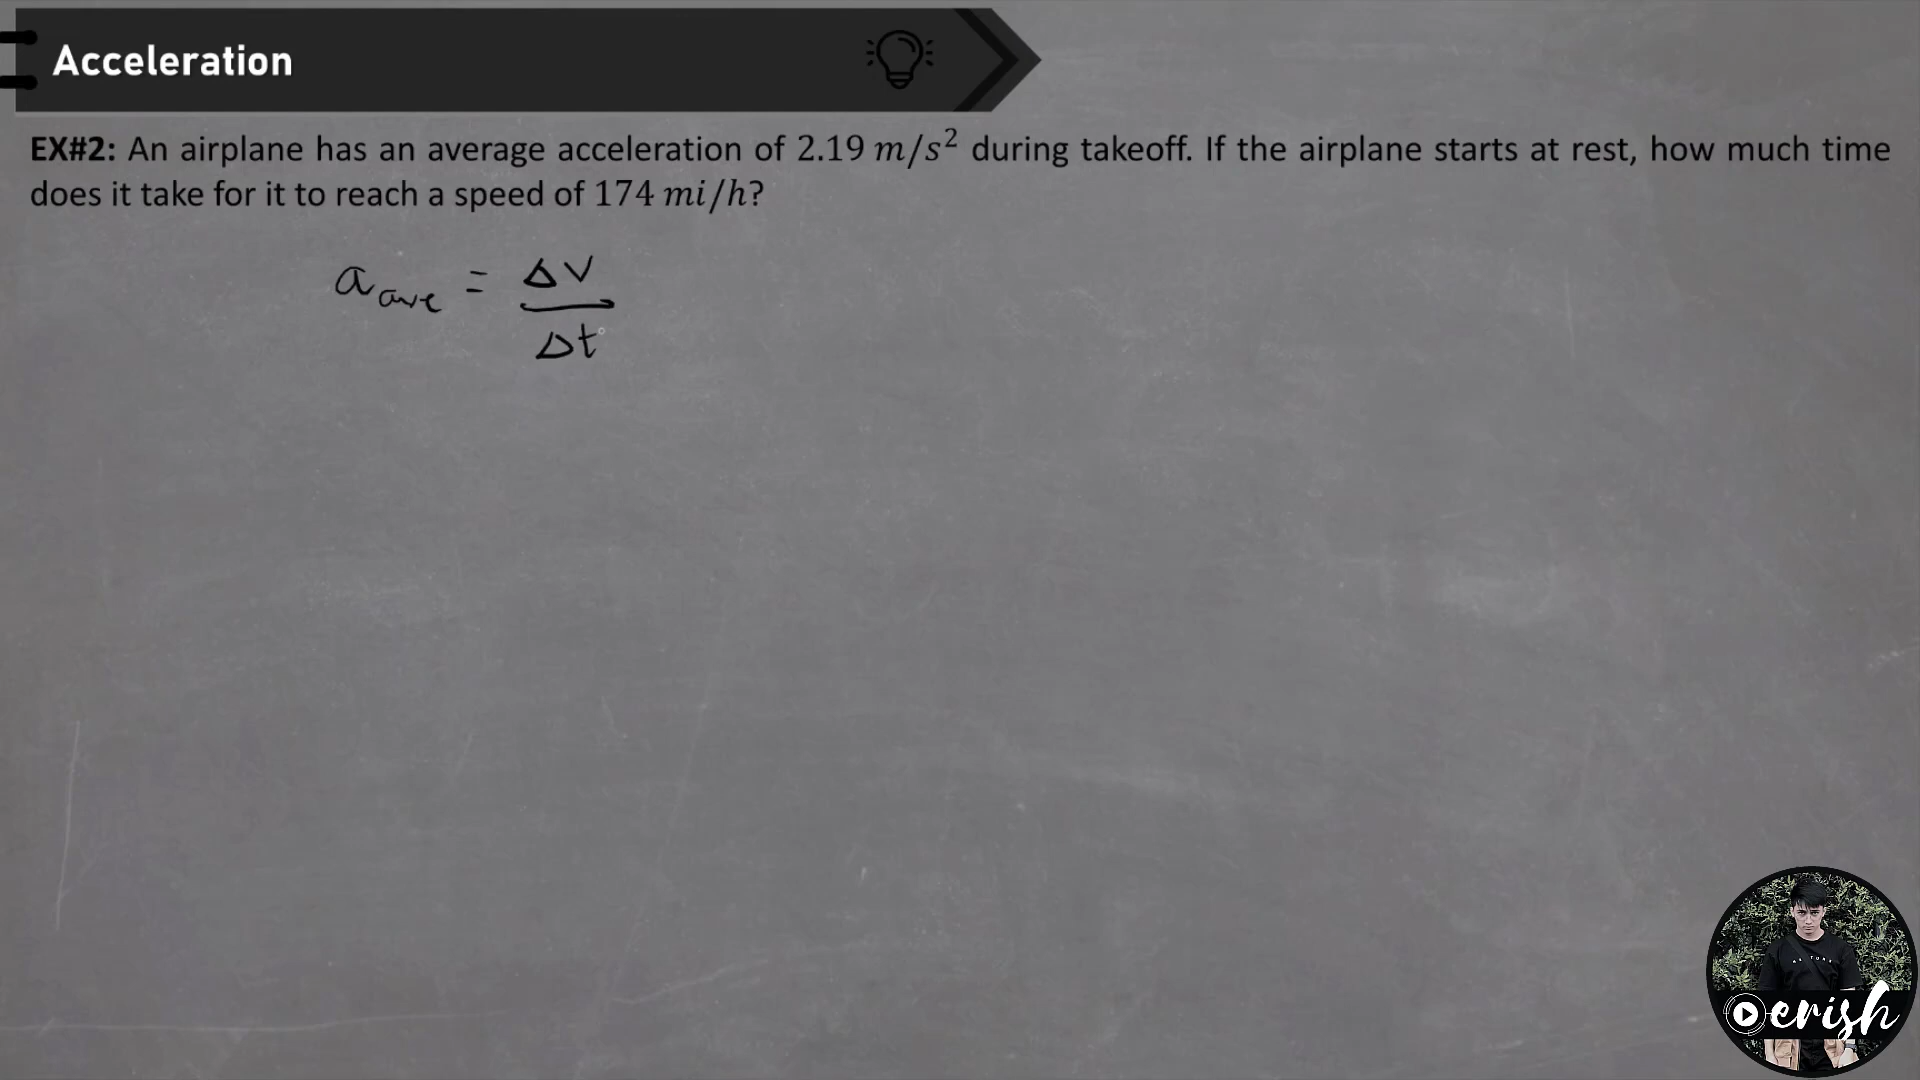 Acceleration
EX#2: An airplane has an average acceleration of 2.19 m/s² during takeoff. If the airplane starts at rest, how much time
does it take for it to reach a speed of 174 mi/h?
a_ave = ΔV
Δt
erish